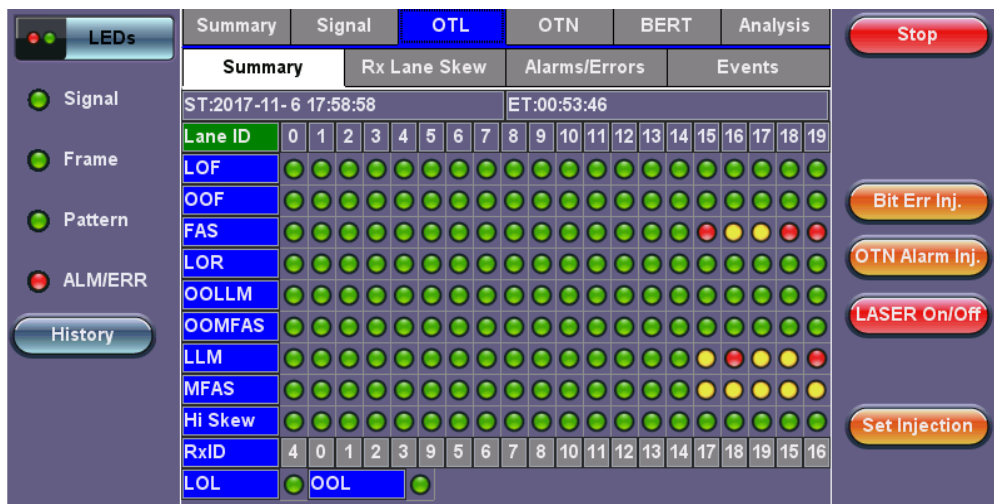 LEDs
Signal
Frame
Pattern
ALM/ERR
History
Summary Signal OTL OTN BERT Analysis
Summary Rx Lane Skew Alarms/Errors Events
ST:2017-11- 6 17:58:58 ET:00:53:46
Lane ID 0 1 2 3 4 5 6 7 8 9 10 11 12 13 14 15 16 17 18 19
LOF
OOF
FAS
LOR
OOLLM
OOMFAS
LLM
MFAS
Hi Skew
RxID 4 0 1 2 3 9 5 6 7 8 10 11 12 13 14 17 18 19 15 16
LOL OOL
Stop
Bit Err Inj.
OTN Alarm Inj.
LASER On/Off
Set Injection